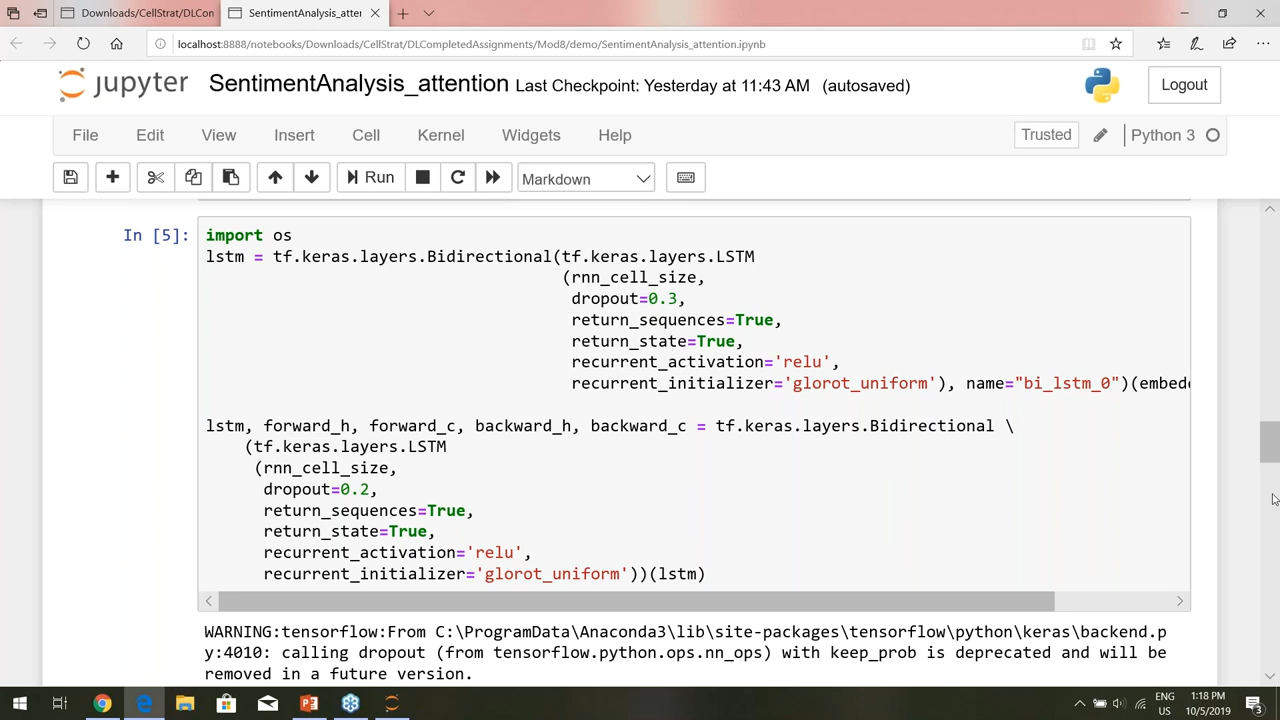 Downloads/CellStrat/DLCon
SentimentAnalysis_atter
localhost:8888/notebooks/Downloads/CellStrat/DLCompletedAssignments/Mod8/demo/SentimentAnalysis_attention.ipynb
jupyter SentimentAnalysis_attention Last Checkpoint: Yesterday at 11:43 AM (autosaved)
Logout
File Edit View Insert Cell Kernel Widgets Help
Trusted Python 3
Run Markdown
In [5]: import os
lstm = tf.keras.layers.Bidirectional(tf.keras.layers.LSTM
(rnn_cell_size,
dropout=0.3,
return_sequences=True,
return_state=True,
recurrent_activation='relu',
recurrent_initializer='glorot_uniform'), name="bi_lstm_0")(embedd
lstm, forward_h, forward_c, backward_h, backward_c = tf.keras.layers.Bidirectional \
(tf.keras.layers.LSTM
(rnn_cell_size,
dropout=0.2,
return_sequences=True,
return_state=True,
recurrent_activation='relu',
recurrent_initializer='glorot_uniform'))(lstm)
WARNING:tensorflow:From C:\ProgramData\Anaconda3\lib\site-packages\tensorflow\python\keras\backend.p
y:4010: calling dropout (from tensorflow.python.ops.nn_ops) with keep_prob is deprecated and will be
removed in a future version.
ENG
US
1:18 PM
10/5/2019
3